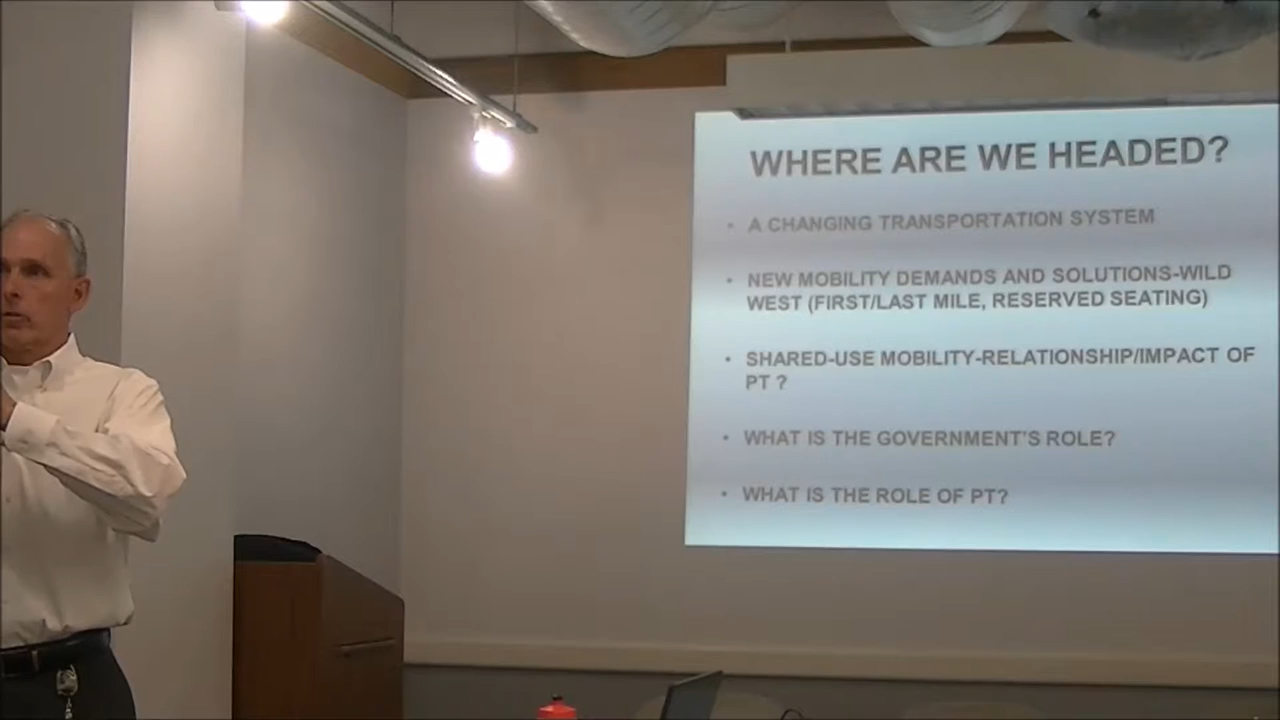 WHERE ARE WE HEADED?
• A CHANGING TRANSPORTATION SYSTEM
• NEW MOBILITY DEMANDS AND SOLUTIONS-WILD
WEST (FIRST/LAST MILE, RESERVED SEATING)
• SHARED-USE MOBILITY-RELATIONSHIP/IMPACT OF
PT ?
• WHAT IS THE GOVERNMENT'S ROLE?
• WHAT IS THE ROLE OF PT?